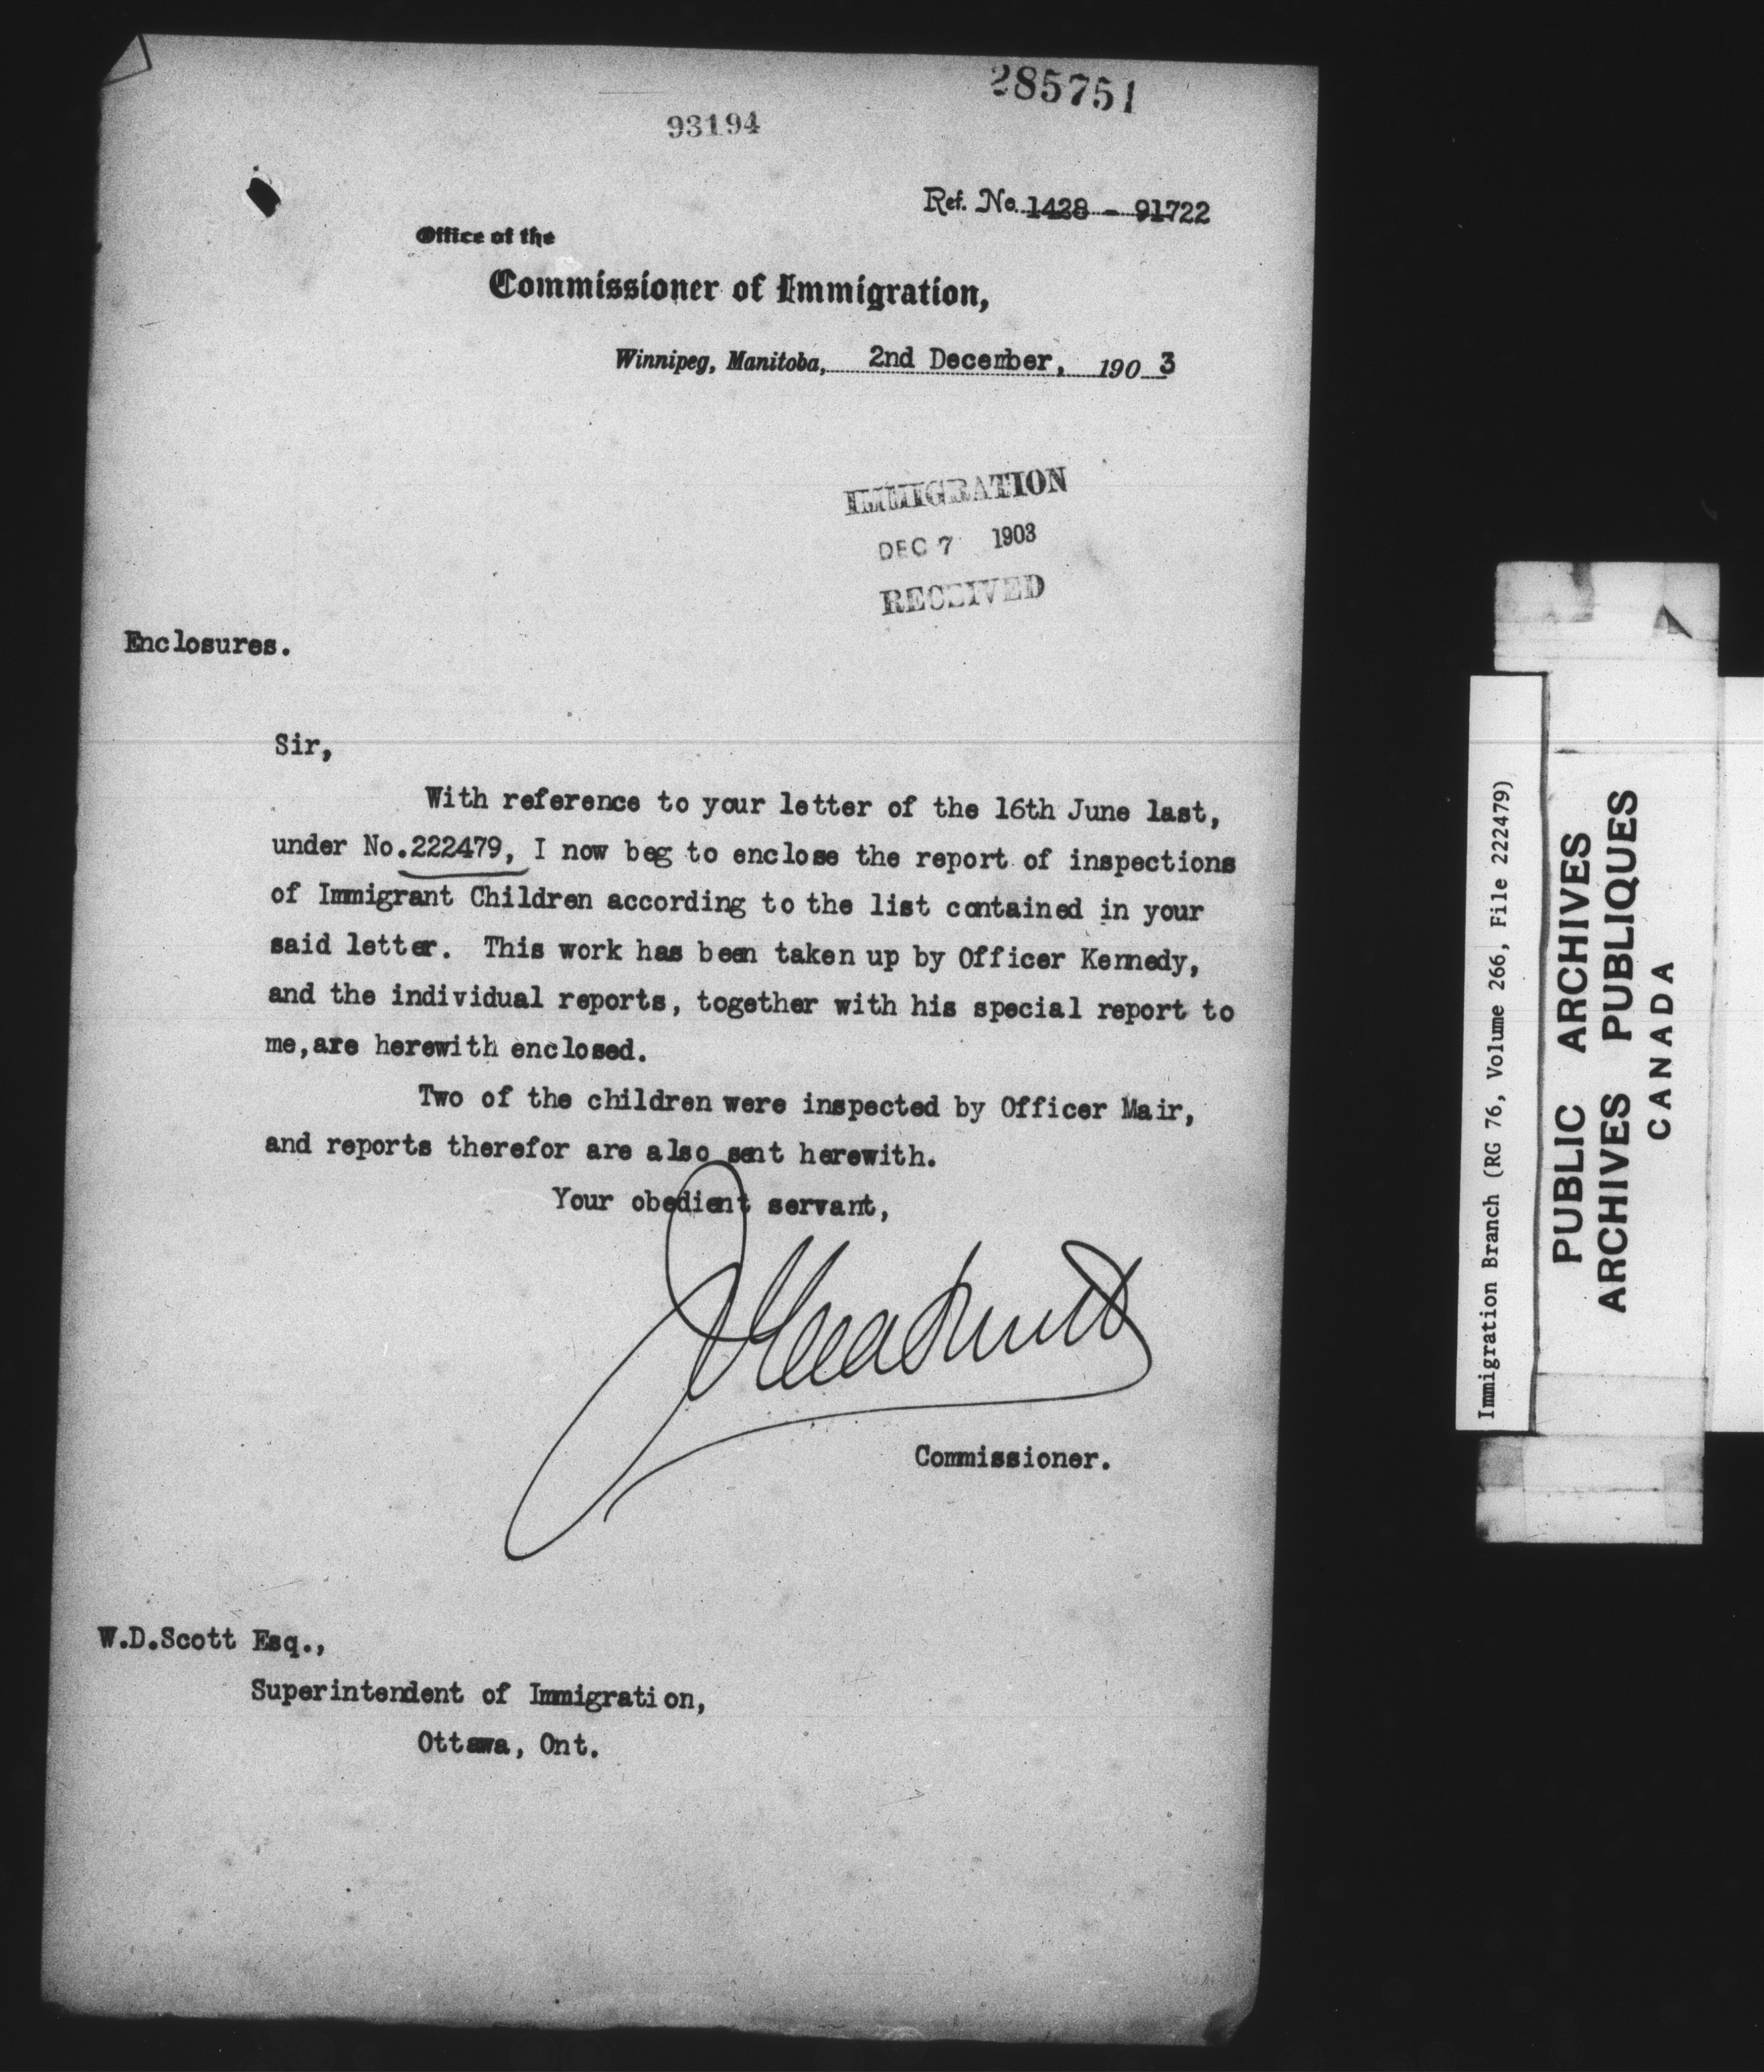 285751
93194
Ref. No. 1428 - 91722
Office of the
Commissioner of Immigration,
Winnipeg, Manitoba, 2nd December, 1903
IMMIGRATION
DEC 7 1903
RECEIVED
Enclosures.
Sir,
With reference to your letter of the 16th June last,
under No.222479, I now beg to enclose the report of inspections
of Immigrant Children according to the list contained in your
said letter. This work has been taken up by Officer Kennedy,
and the individual reports, together with his special report to
me,are herewith enclosed.
Two of the children were inspected by Officer Mair,
and reports therefor are also sent herewith.
Your obedient servant,
Commissioner.
W.D.Scott Esq.,
Superintendent of Immigration,
Ottawa, Ont.
Immigration Branch (RG 76, Volume 266, File 222479)
PUBLIC ARCHIVES
ARCHIVES PUBLIQUES
CANADA